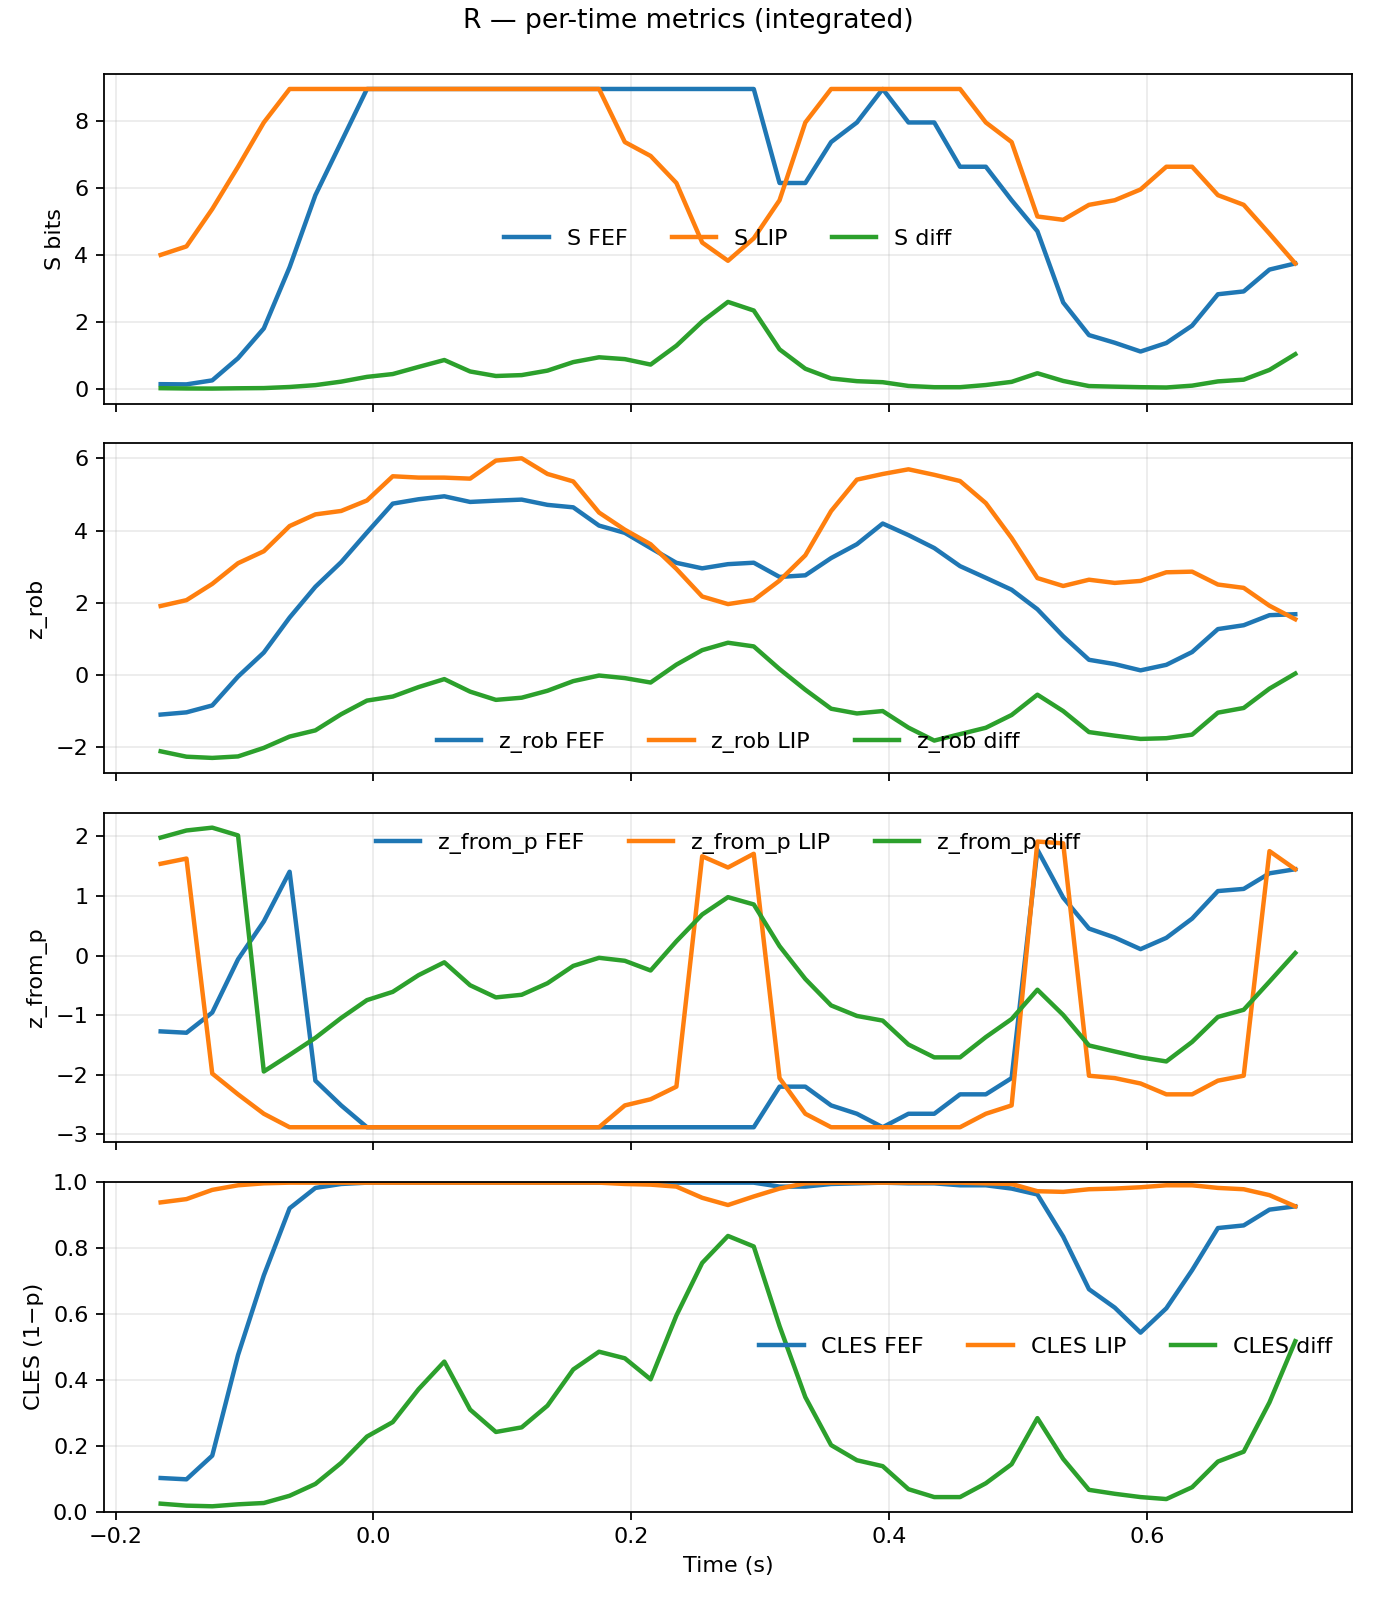 R — per-time metrics (integrated)
8
6
4
2
0
S bits
S FEF S LIP S diff
6
4
2
0
−2
z_rob
z_rob FEF z_rob LIP z_rob diff
2
1
0
−1
−2
−3
z_from_p
z_from_p FEF z_from_p LIP z_from_p diff
1.0
0.8
0.6
0.4
0.2
0.0
CLES (1−p)
CLES FEF CLES LIP CLES diff
−0.2 0.0 0.2 0.4 0.6
Time (s)